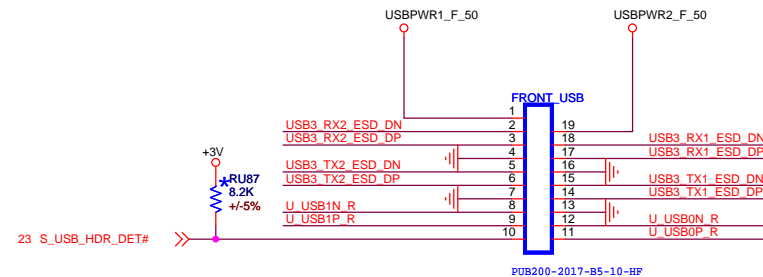 USBPWR1_F_50
USBPWR2_F_50
FRONT_USB
1
USB3_RX2_ESD_DN 2 19
USB3_RX2_ESD_DP 3 18 USB3_RX1_ESD_DN
4 17 USB3_RX1_ESD_DP
USB3_TX2_ESD_DN 5 16
USB3_TX2_ESD_DP 6 15 USB3_TX1_ESD_DN
7 14 USB3_TX1_ESD_DP
U_USB1N_R 8 13
U_USB1P_R 9 12 U_USB0N_R
10 11 U_USB0P_R
+3V
*RU87
8.2K
+/-5%
23 S_USB_HDR_DET#
PUB200-2017-B5-10-HF